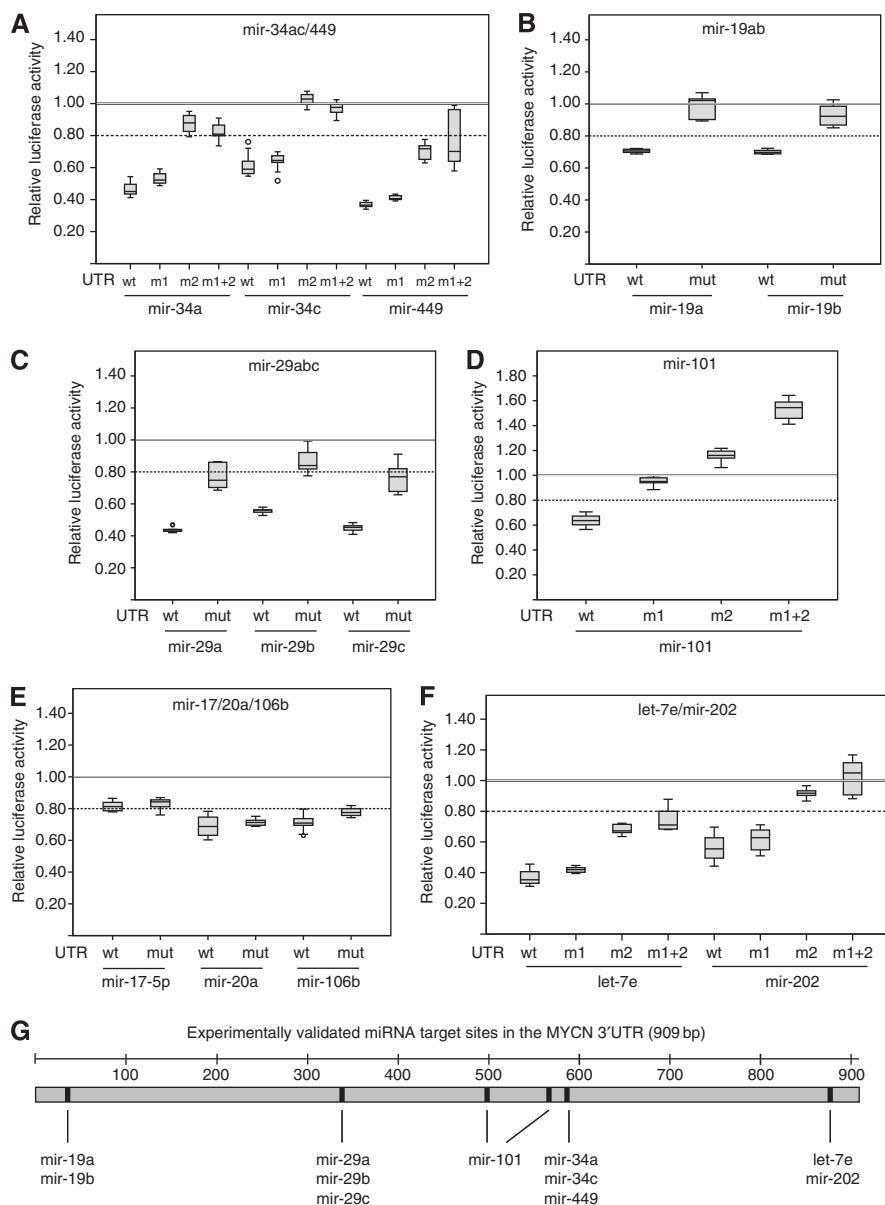 A
mir-34ac/449
Relative luciferase activity
1.40
1.20
1.00
0.80
0.60
0.40
0.20
UTR wt m1 m2 m1+2 wt m1 m2 m1+2 wt m1 m2 m1+2
mir-34a mir-34c mir-449
B
mir-19ab
Relative luciferase activity
1.40
1.20
1.00
0.80
0.60
0.40
0.20
UTR wt mut wt mut
mir-19a mir-19b
C
mir-29abc
Relative luciferase activity
1.40
1.20
1.00
0.80
0.60
0.40
0.20
UTR wt mut wt mut wt mut
mir-29a mir-29b mir-29c
D
mir-101
Relative luciferase activity
1.80
1.60
1.40
1.20
1.00
0.80
0.60
0.40
0.20
UTR wt m1 m2 m1+2
mir-101
E
mir-17/20a/106b
Relative luciferase activity
1.40
1.20
1.00
0.80
0.60
0.40
0.20
UTR wt mut wt mut wt mut
mir-17-5p mir-20a mir-106b
F
let-7e/mir-202
Relative luciferase activity
1.40
1.20
1.00
0.80
0.60
0.40
0.20
UTR wt m1 m2 m1+2 wt m1 m2 m1+2
let-7e mir-202
G
Experimentally validated miRNA target sites in the MYCN 3′UTR (909 bp)
100 200 300 400 500 600 700 800 900
mir-19a mir-29a mir-101 mir-34a let-7e
mir-19b mir-29b mir-34c mir-202
mir-29c mir-449